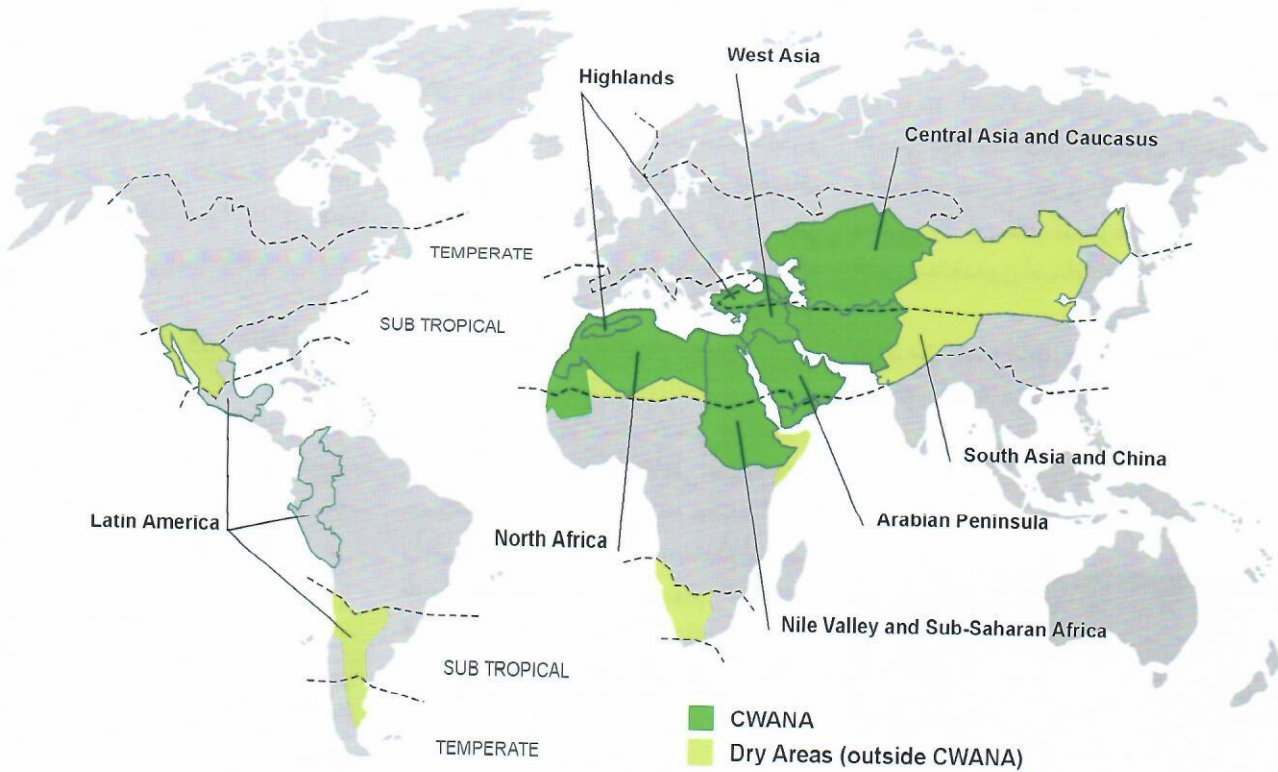 West Asia
Highlands
Central Asia and Caucasus
TEMPERATE
SUB TROPICAL
South Asia and China
Latin America
North Africa
Arabian Peninsula
Nile Valley and Sub-Saharan Africa
SUB TROPICAL
CWANA
TEMPERATE
Dry Areas (outside CWANA)